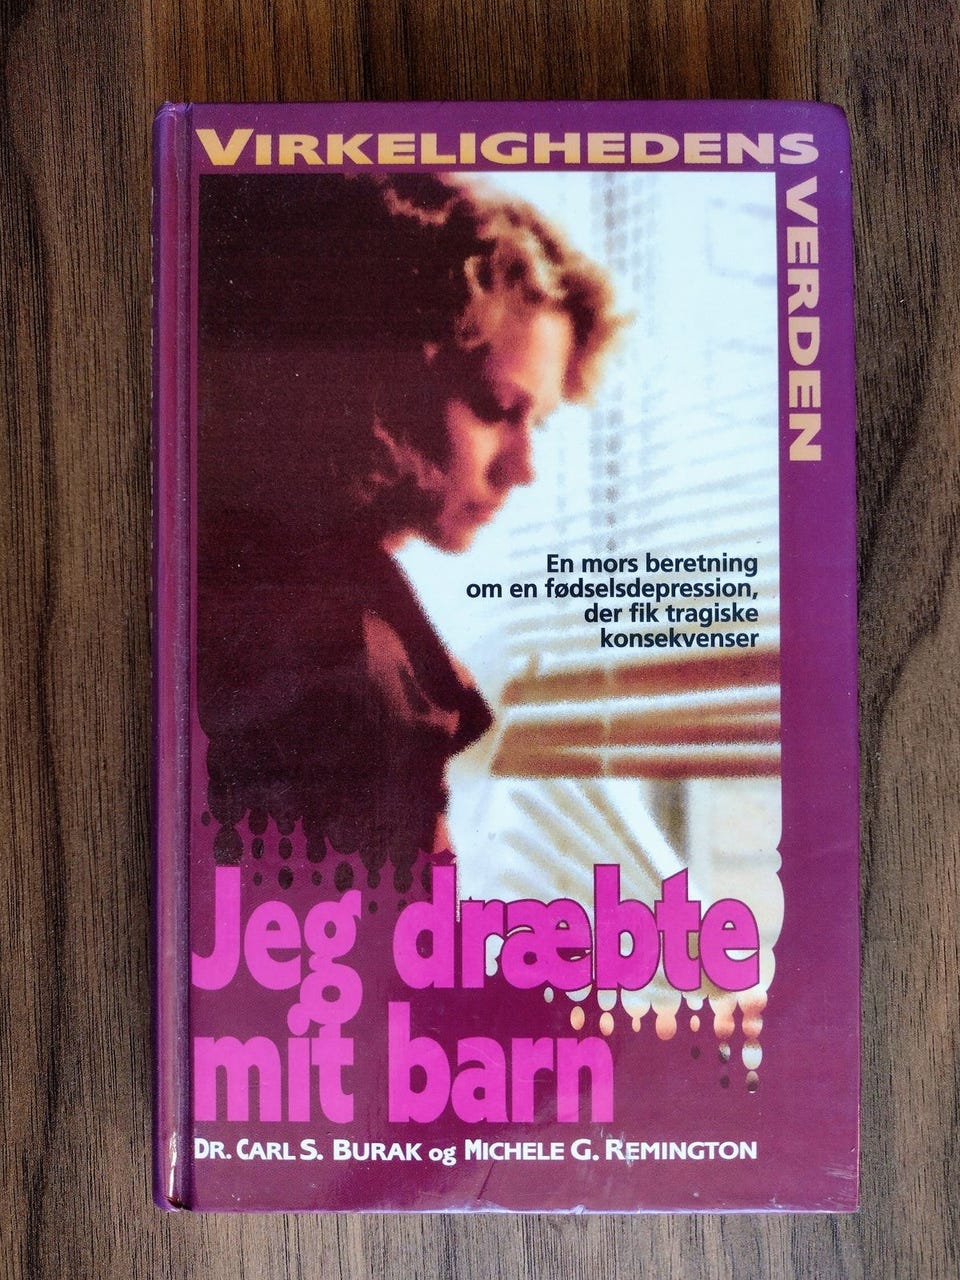 VIRKELIGHEDENS
VERDEN
En mors beretning
om en fødselsdepression,
der fik tragiske
konsekvenser
Jeg dræbte
mit barn
DR. CARL S. BURAK og MICHELE G. REMINGTON